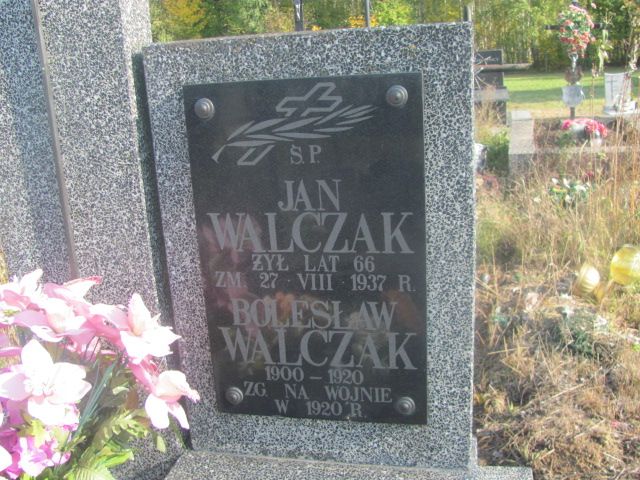 Ś.P.
JAN
WALCZAK
ŻYŁ LAT 66
ZM. 27 VIII 1937 R.
BOLESŁAW
WALCZAK
1900 – 1920
ZG. NA WOJNIE
W 1920 R.